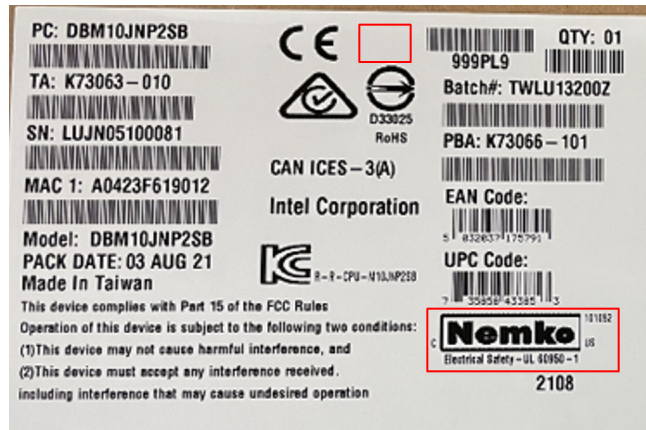 PC: DBM10JNP2SB
TA: K73063-010
SN: LUJN05100081
MAC 1: A0423F619012
Model: DBM10JNP2SB
PACK DATE: 03 AUG 21
Made In Taiwan
CE
D33025
RoHS
CAN ICES-3(A)
Intel Corporation
R-R-CPU-M10JNP2SB
999PL9
QTY: 01
Batch#: TWLU13200Z
PBA: K73066-101
EAN Code:
5 032037 175791
UPC Code:
7 35858 43385 3
This device complies with Part 15 of the FCC Rules
Operation of this device is subject to the following two conditions:
(1)This device may not cause harmful interference, and
(2)This device must accept any interference received.
including interference that may cause undesired operation
C Nemko US
101092
Electrical Safety-UL 60950-1
2108